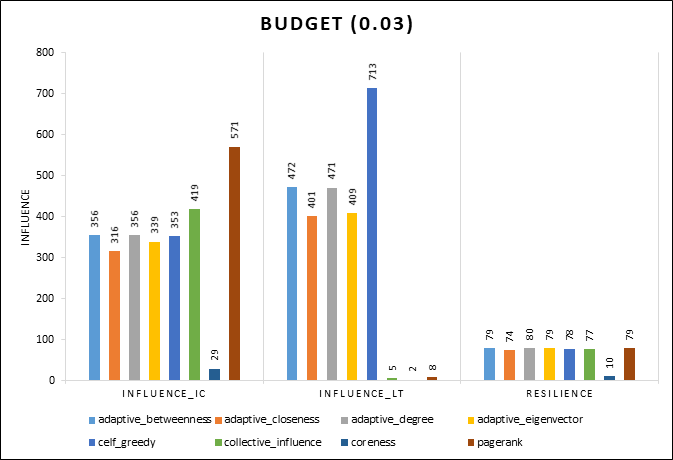 BUDGET (0.03)
800
700
600
500
400
300
200
100
0
INFLUENCE
356 316 356 339 353 419 29 571
472 401 471 409 713 5 2 8
79 74 80 79 78 77 10 79
INFLUENCE_IC INFLUENCE_LT RESILIENCE
adaptive_betweenness adaptive_closeness adaptive_degree adaptive_eigenvector
celf_greedy collective_influence coreness pagerank